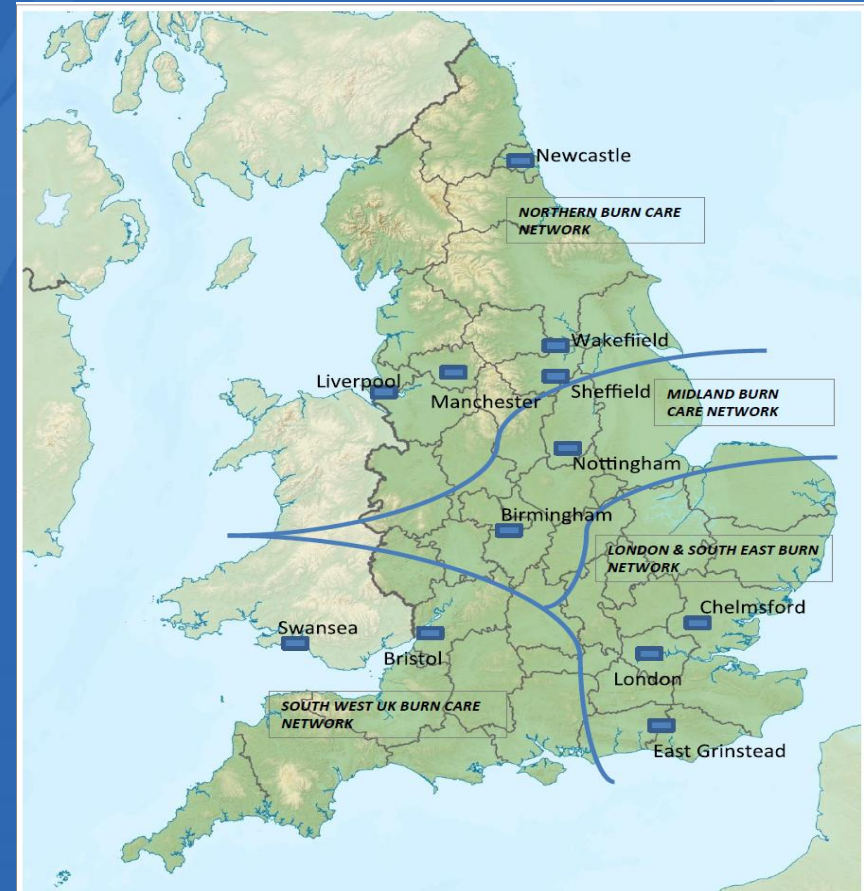 Newcastle
NORTHERN BURN CARE
NETWORK
Wakefiield
Liverpool
Manchester
Sheffield
MIDLAND BURN
CARE NETWORK
Nottingham
Birmingham
LONDON & SOUTH EAST BURN
NETWORK
Chelmsford
Swansea
Bristol
London
SOUTH WEST UK BURN CARE
NETWORK
East Grinstead